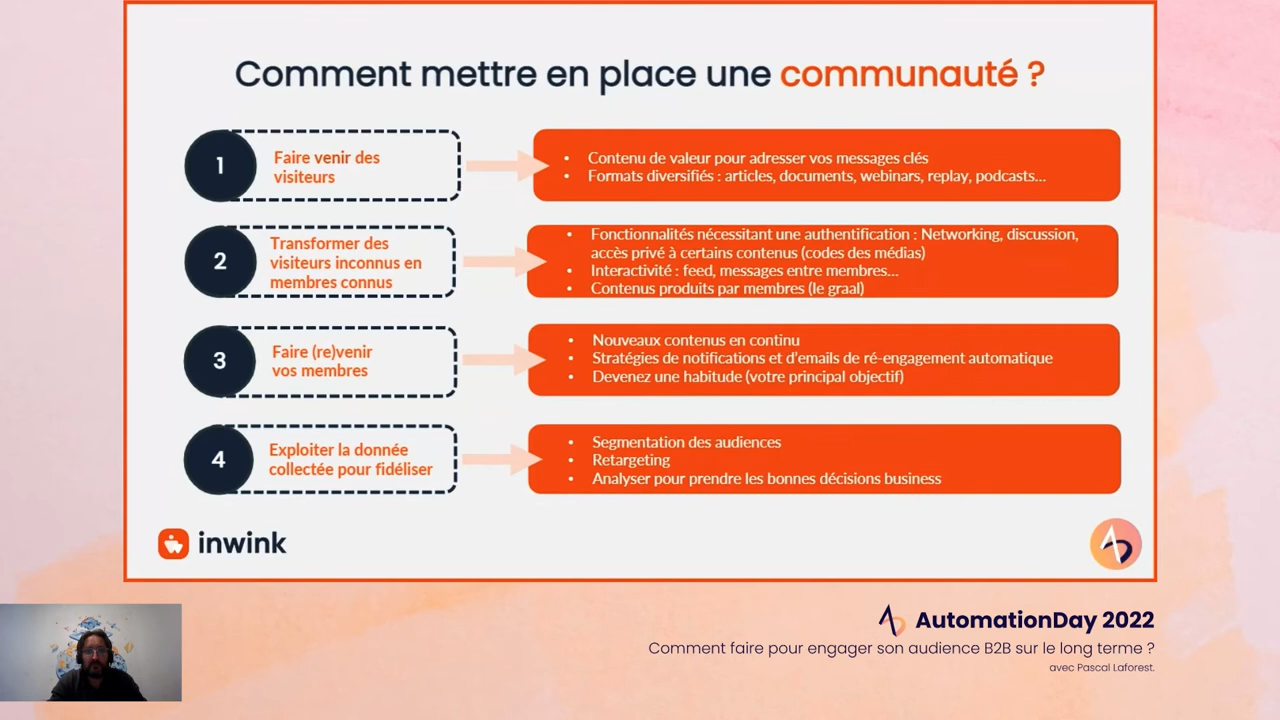 Comment mettre en place une communauté ?
1
Faire venir des
visiteurs
• Contenu de valeur pour adresser vos messages clés
• Formats diversifiés : articles, documents, webinars, replay, podcasts...
2
Transformer des
visiteurs inconnus en
membres connus
• Fonctionnalités nécessitant une authentification : Networking, discussion,
accès privé à certains contenus (codes des médias)
• Interactivité : feed, messages entre membres...
• Contenus produits par membres (le graal)
3
Faire (re)venir
vos membres
• Nouveaux contenus en continu
• Stratégies de notifications et d'emails de ré-engagement automatique
• Devenez une habitude (votre principal objectif)
4
Exploiter la donnée
collectée pour fidéliser
• Segmentation des audiences
• Retargeting
• Analyser pour prendre les bonnes décisions business
inwink
AutomationDay 2022
Comment faire pour engager son audience B2B sur le long terme ?
avec Pascal Laforest.